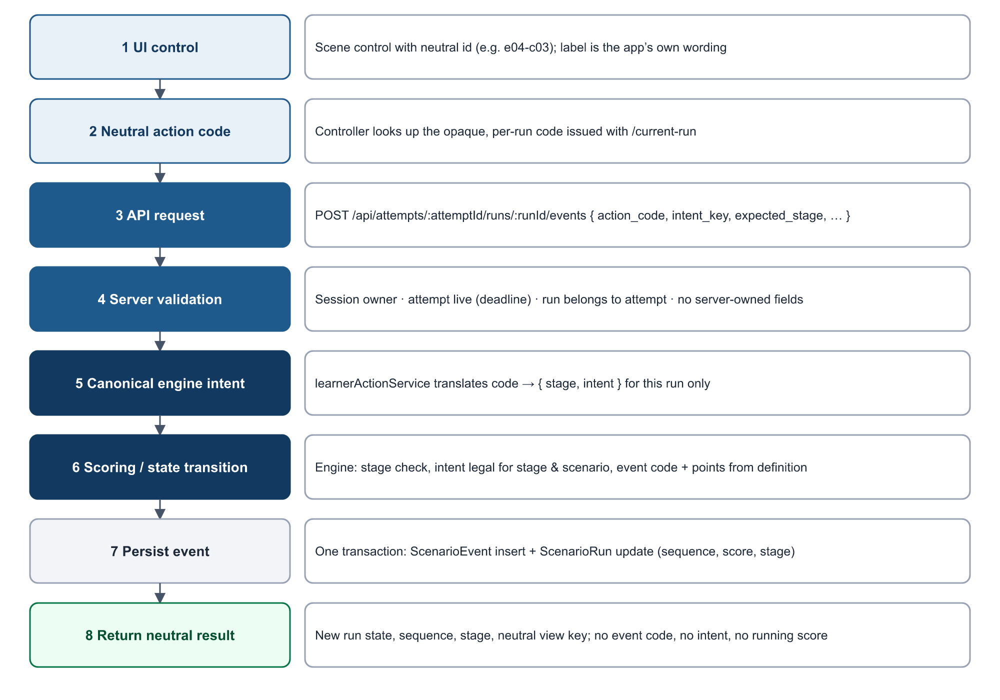 1 UI control
Scene control with neutral id (e.g. e04-c03); label is the app’s own wording
2 Neutral action code
Controller looks up the opaque, per-run code issued with /current-run
3 API request
POST /api/attempts/:attemptId/runs/:runId/events { action_code, intent_key, expected_stage, … }
4 Server validation
Session owner · attempt live (deadline) · run belongs to attempt · no server-owned fields
5 Canonical engine intent
learnerActionService translates code → { stage, intent } for this run only
6 Scoring / state transition
Engine: stage check, intent legal for stage & scenario, event code + points from definition
7 Persist event
One transaction: ScenarioEvent insert + ScenarioRun update (sequence, score, stage)
8 Return neutral result
New run state, sequence, stage, neutral view key; no event code, no intent, no running score